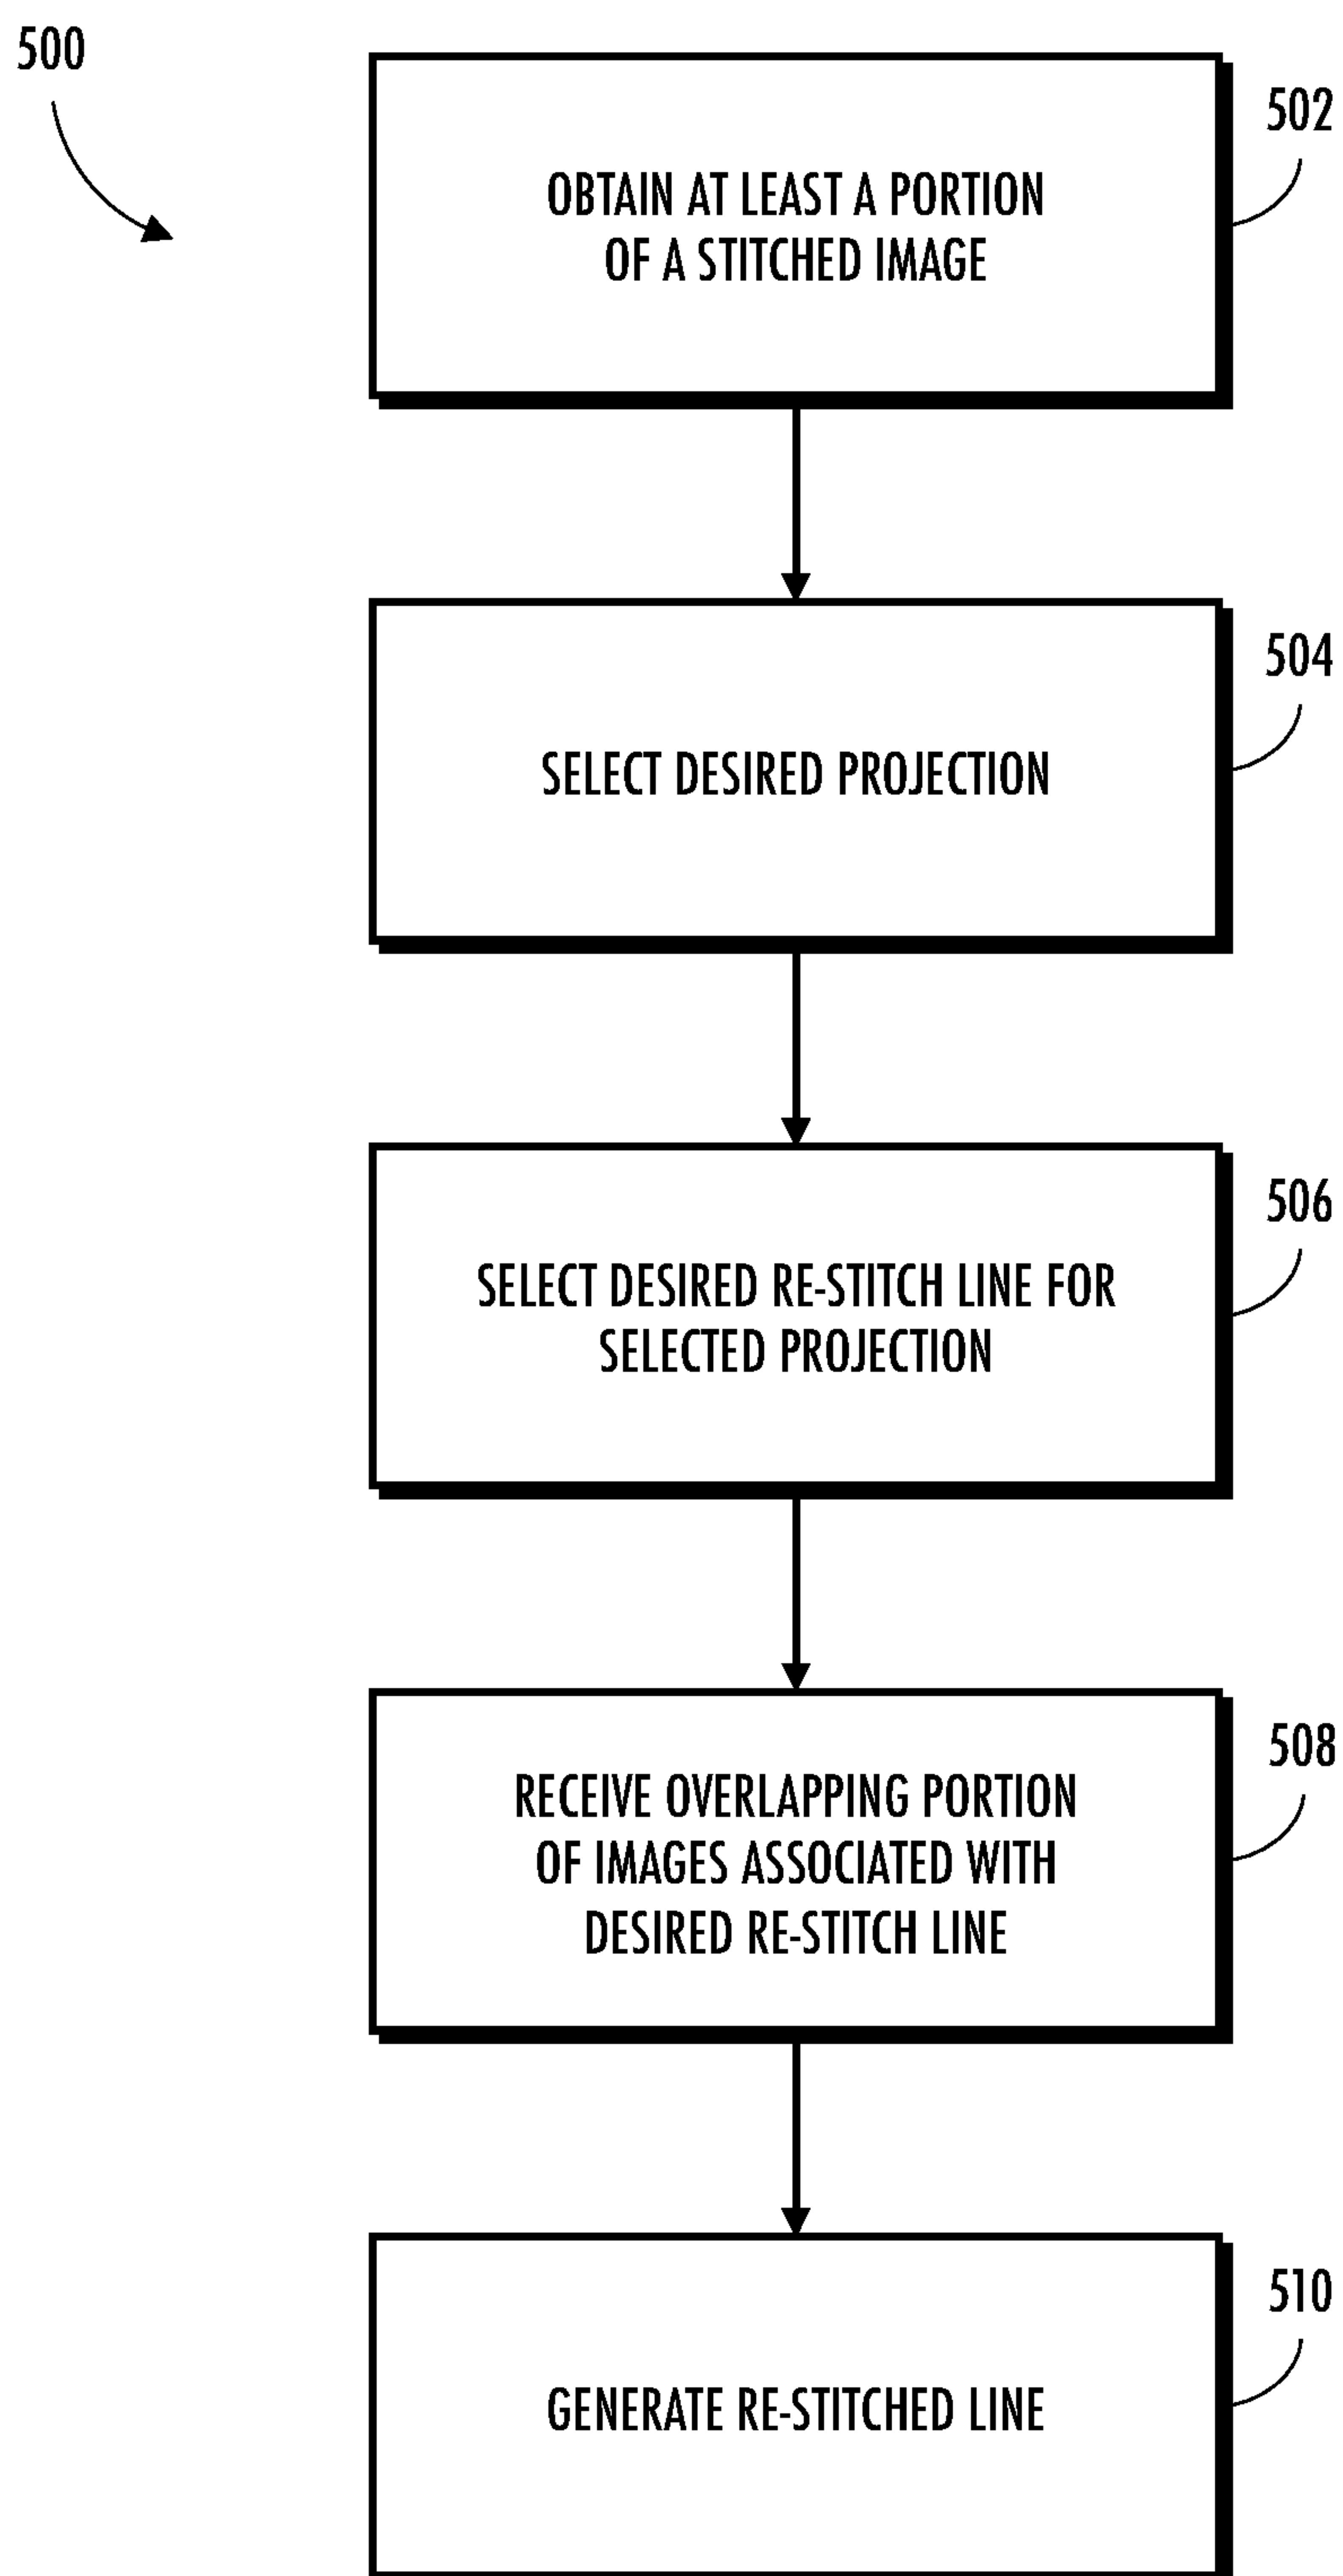 500
502
OBTAIN AT LEAST A PORTION
OF A STITCHED IMAGE
504
SELECT DESIRED PROJECTION
506
SELECT DESIRED RE-STITCH LINE FOR
SELECTED PROJECTION
508
RECEIVE OVERLAPPING PORTION
OF IMAGES ASSOCIATED WITH
DESIRED RE-STITCH LINE
510
GENERATE RE-STITCHED LINE